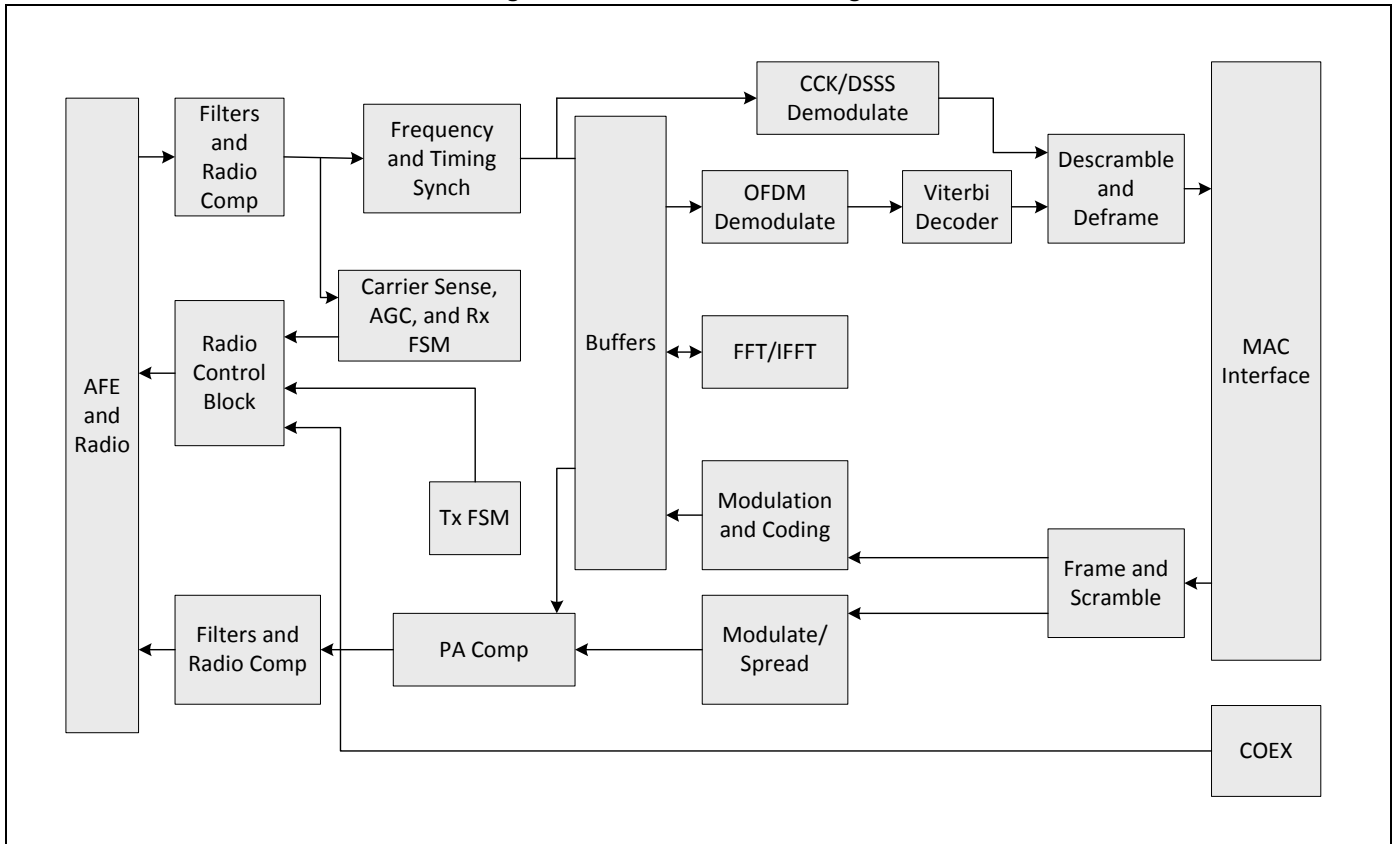 Filters
and
Radio
Comp
Frequency
and Timing
Synch
CCK/DSSS
Demodulate
Descramble
and
Deframe
OFDM
Demodulate
Viterbi
Decoder
Carrier Sense,
AGC, and Rx
FSM
Radio
Control
Block
AFE
and
Radio
Buffers
FFT/IFFT
MAC
Interface
Tx FSM
Modulation
and Coding
Frame and
Scramble
Filters and
Radio Comp
PA Comp
Modulate/
Spread
COEX